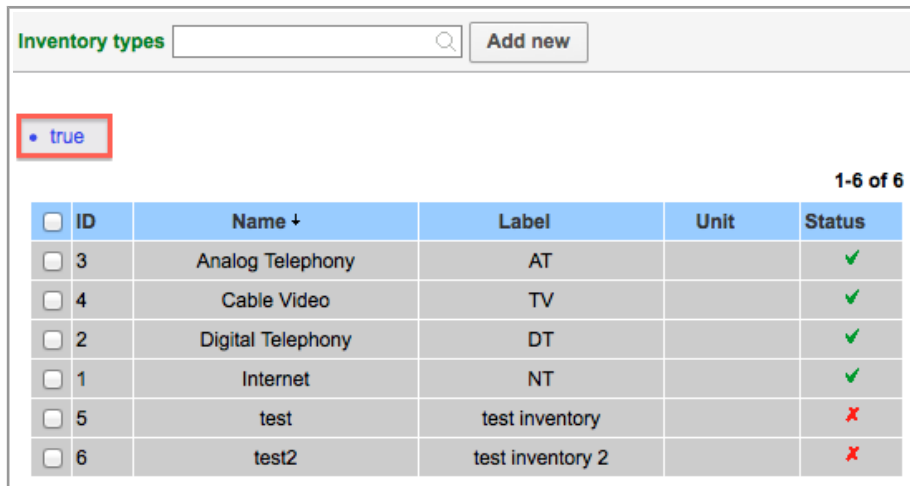 Inventory types Add new
• true
1-6 of 6
ID Name ↓ Label Unit Status
3 Analog Telephony AT
4 Cable Video TV
2 Digital Telephony DT
1 Internet NT
5 test test inventory
6 test2 test inventory 2